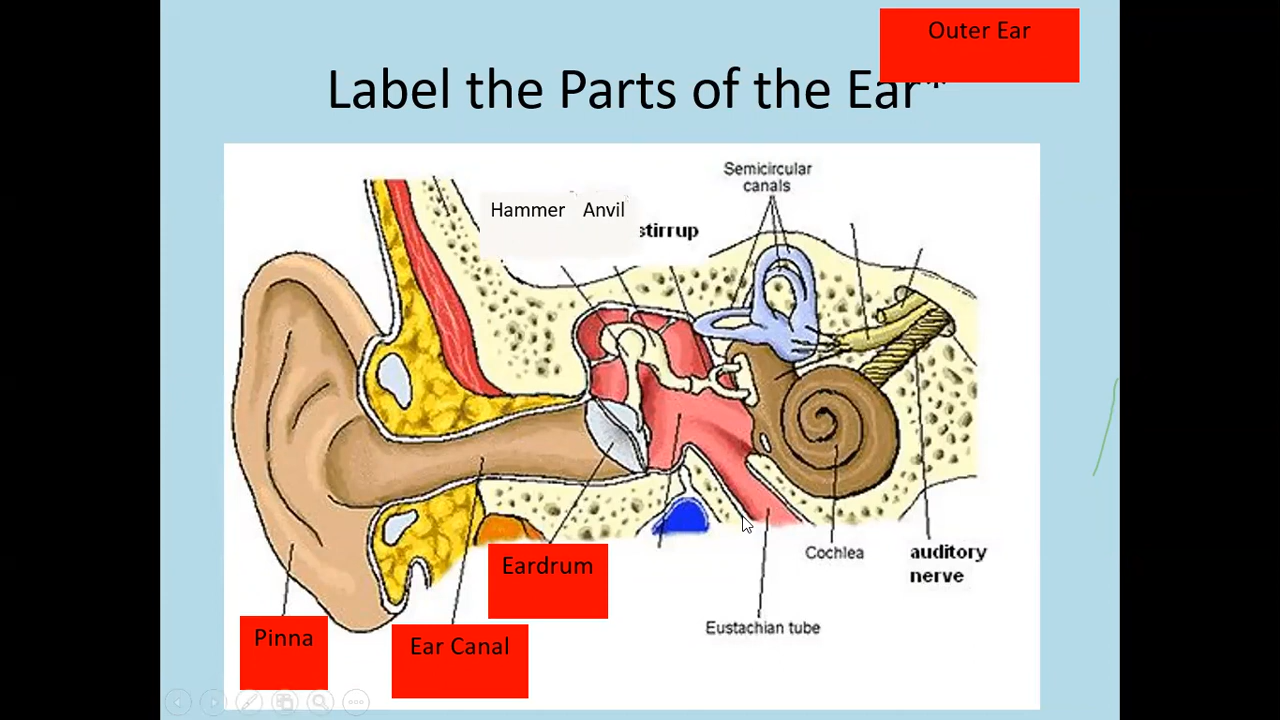 Outer Ear
Label the Parts of the Ear*
Semicircular
canals
Hammer Anvil
stirrup
Eardrum
Cochlea
auditory
nerve
Eustachian tube
Pinna
Ear Canal